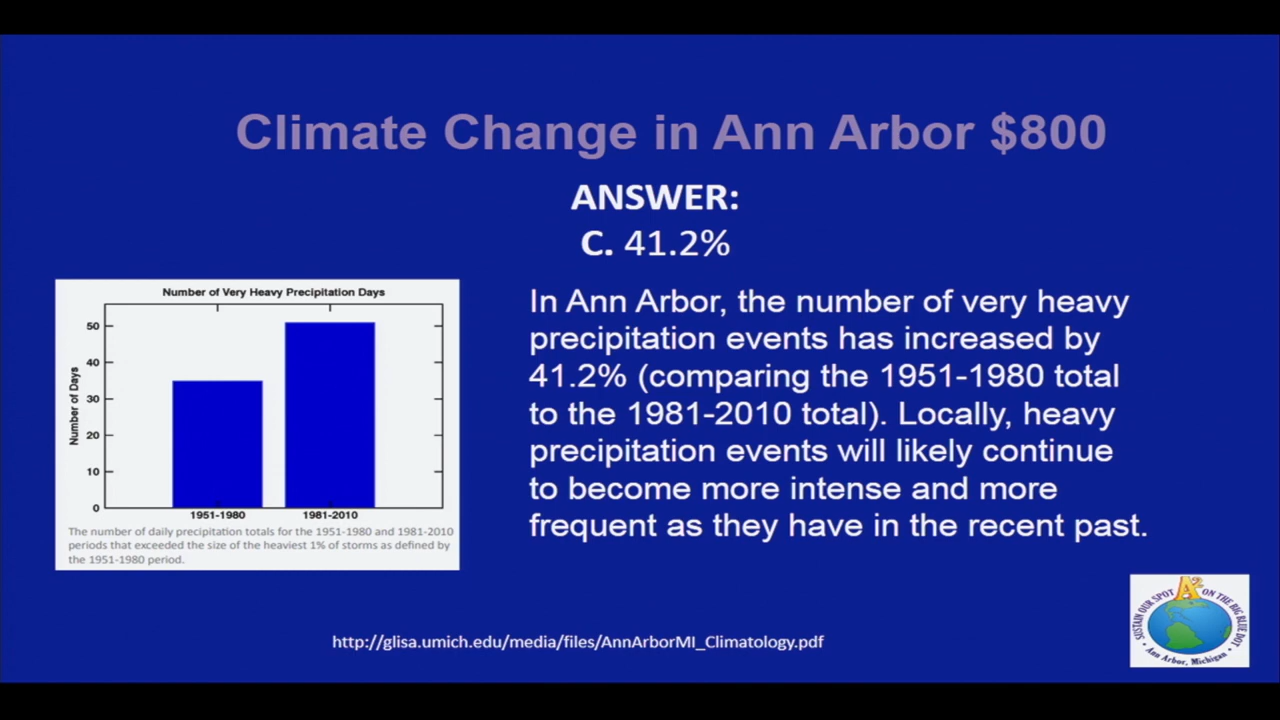 Climate Change in Ann Arbor $800
ANSWER:
C. 41.2%
Number of Very Heavy Precipitation Days
Number of Days
50
40
30
20
10
0
1951-1980 1981-2010
The number of daily precipitation totals for the 1951-1980 and 1981-2010
periods that exceeded the size of the heaviest 1% of storms as defined by
the 1951-1980 period.
In Ann Arbor, the number of very heavy
precipitation events has increased by
41.2% (comparing the 1951-1980 total
to the 1981-2010 total). Locally, heavy
precipitation events will likely continue
to become more intense and more
frequent as they have in the recent past.
http://glisa.umich.edu/media/files/AnnArborMI_Climatology.pdf
A2
SUSTAIN OUR SPOT ON THE BIG BLUE DOT
• Ann Arbor, Michigan •